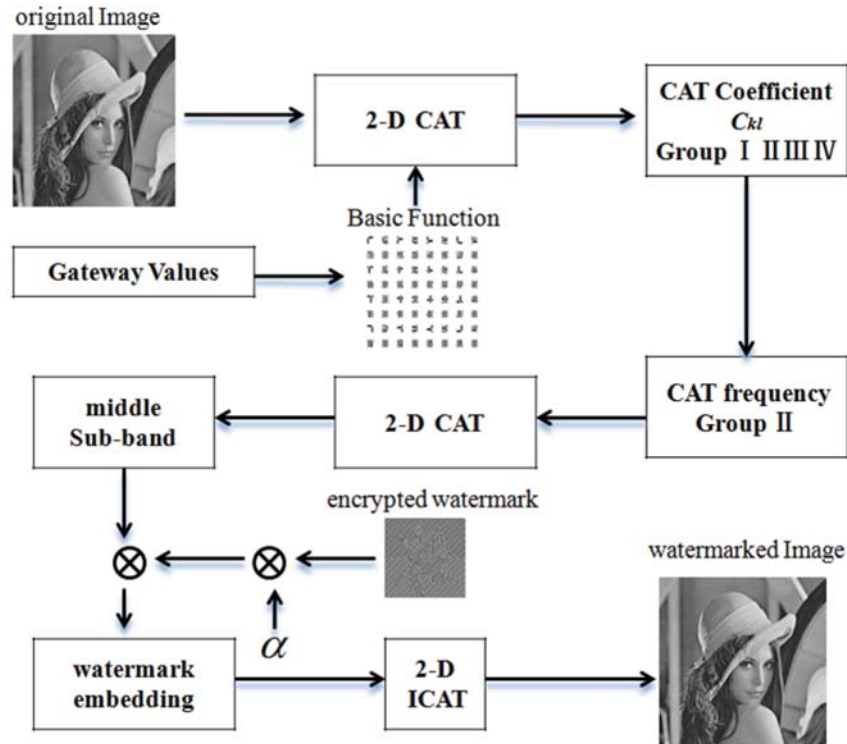 original Image
2-D CAT
CAT Coefficient
Ckl
Group Ⅰ Ⅱ Ⅲ Ⅳ
Basic Function
Gateway Values
middle
Sub-band
2-D CAT
CAT frequency
Group Ⅱ
encrypted watermark
watermarked Image
α
watermark
embedding
2-D
ICAT